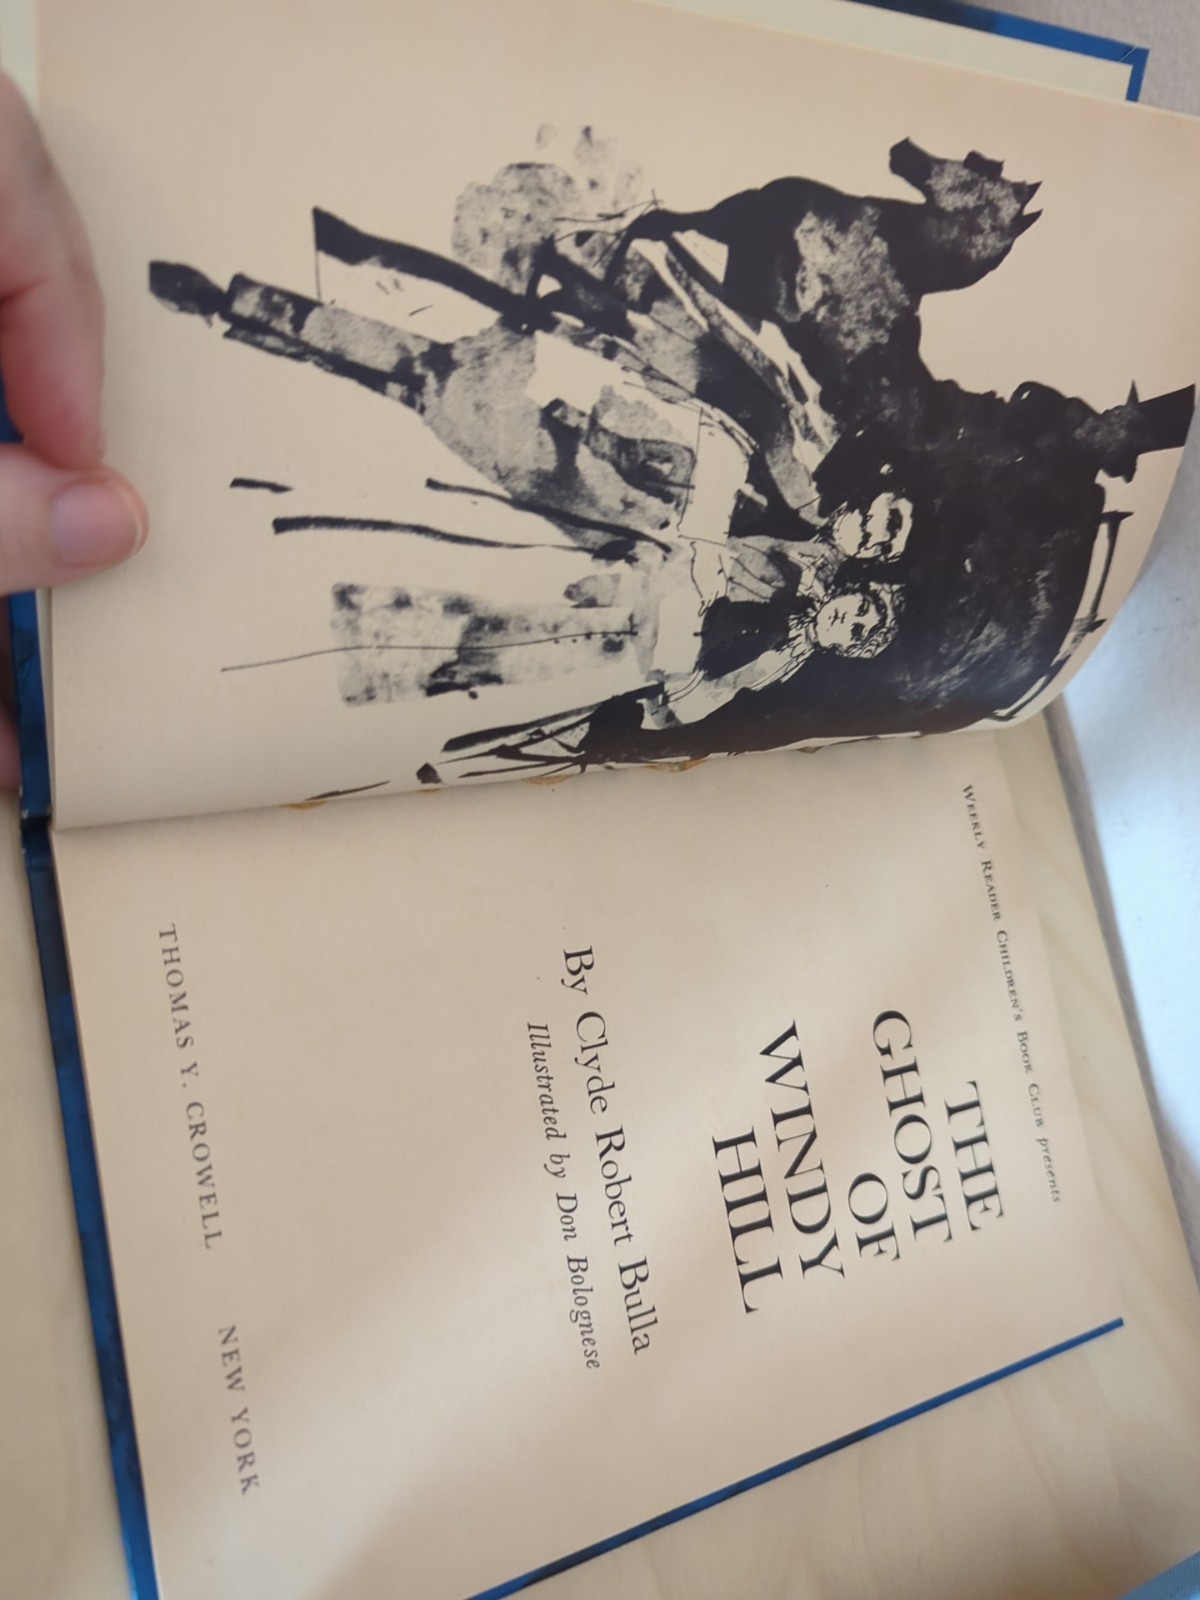 WEEKLY READER CHILDREN'S BOOK CLUB presents
THE
GHOST
OF
WINDY
HILL
By Clyde Robert Bulla
Illustrated by Don Bolognese
THOMAS Y. CROWELL NEW YORK